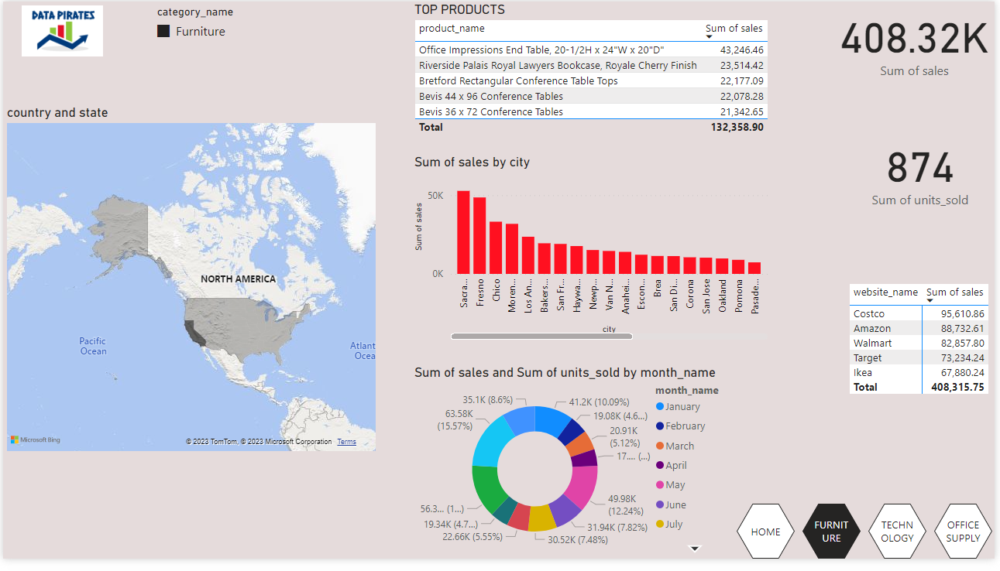 DATA PIRATES
category_name
Furniture
country and state
NORTH AMERICA
Pacific
Ocean
Atlant
Ocea
Microsoft Bing
© 2023 TomTom, © 2023 Microsoft Corporation Terms
TOP PRODUCTS
product_name Sum of sales
Office Impressions End Table, 20-1/2H x 24"W x 20"D" 43,246.46
Riverside Palais Royal Lawyers Bookcase, Royale Cherry Finish 23,514.42
Bretford Rectangular Conference Table Tops 22,177.09
Bevis 44 x 96 Conference Tables 22,078.28
Bevis 36 x 72 Conference Tables 21,342.65
Total 132,358.90
Sum of sales by city
Sum of sales
50K
0K
Sacra...
Fresno
Chico
Moren...
Los An...
Bakers...
San Fr...
Haywa...
Newp...
Van N...
Anahei...
Escon...
Brea
San Di...
Corona
San Jose
Oakland
Pomona
Pasade...
city
Sum of sales and Sum of units_sold by month_name
41.2K (10.09%)
19.08K (4.6...)
20.91K
(5.12%)
17.... (...)
49.98K
(12.24%)
31.94K (7.82%)
30.52K (7.48%)
22.66K (5.55%)
19.34K (4.7...)
56.3... (1...)
63.58K
(15.57%)
35.1K (8.6%)
month_name
January
February
March
April
May
June
July
408.32K
Sum of sales
874
Sum of units_sold
website_name Sum of sales
Costco 95,610.86
Amazon 88,732.61
Walmart 82,857.80
Target 73,234.24
Ikea 67,880.24
Total 408,315.75
HOME
FURNIT
URE
TECHN
OLOGY
OFFICE
SUPPLY